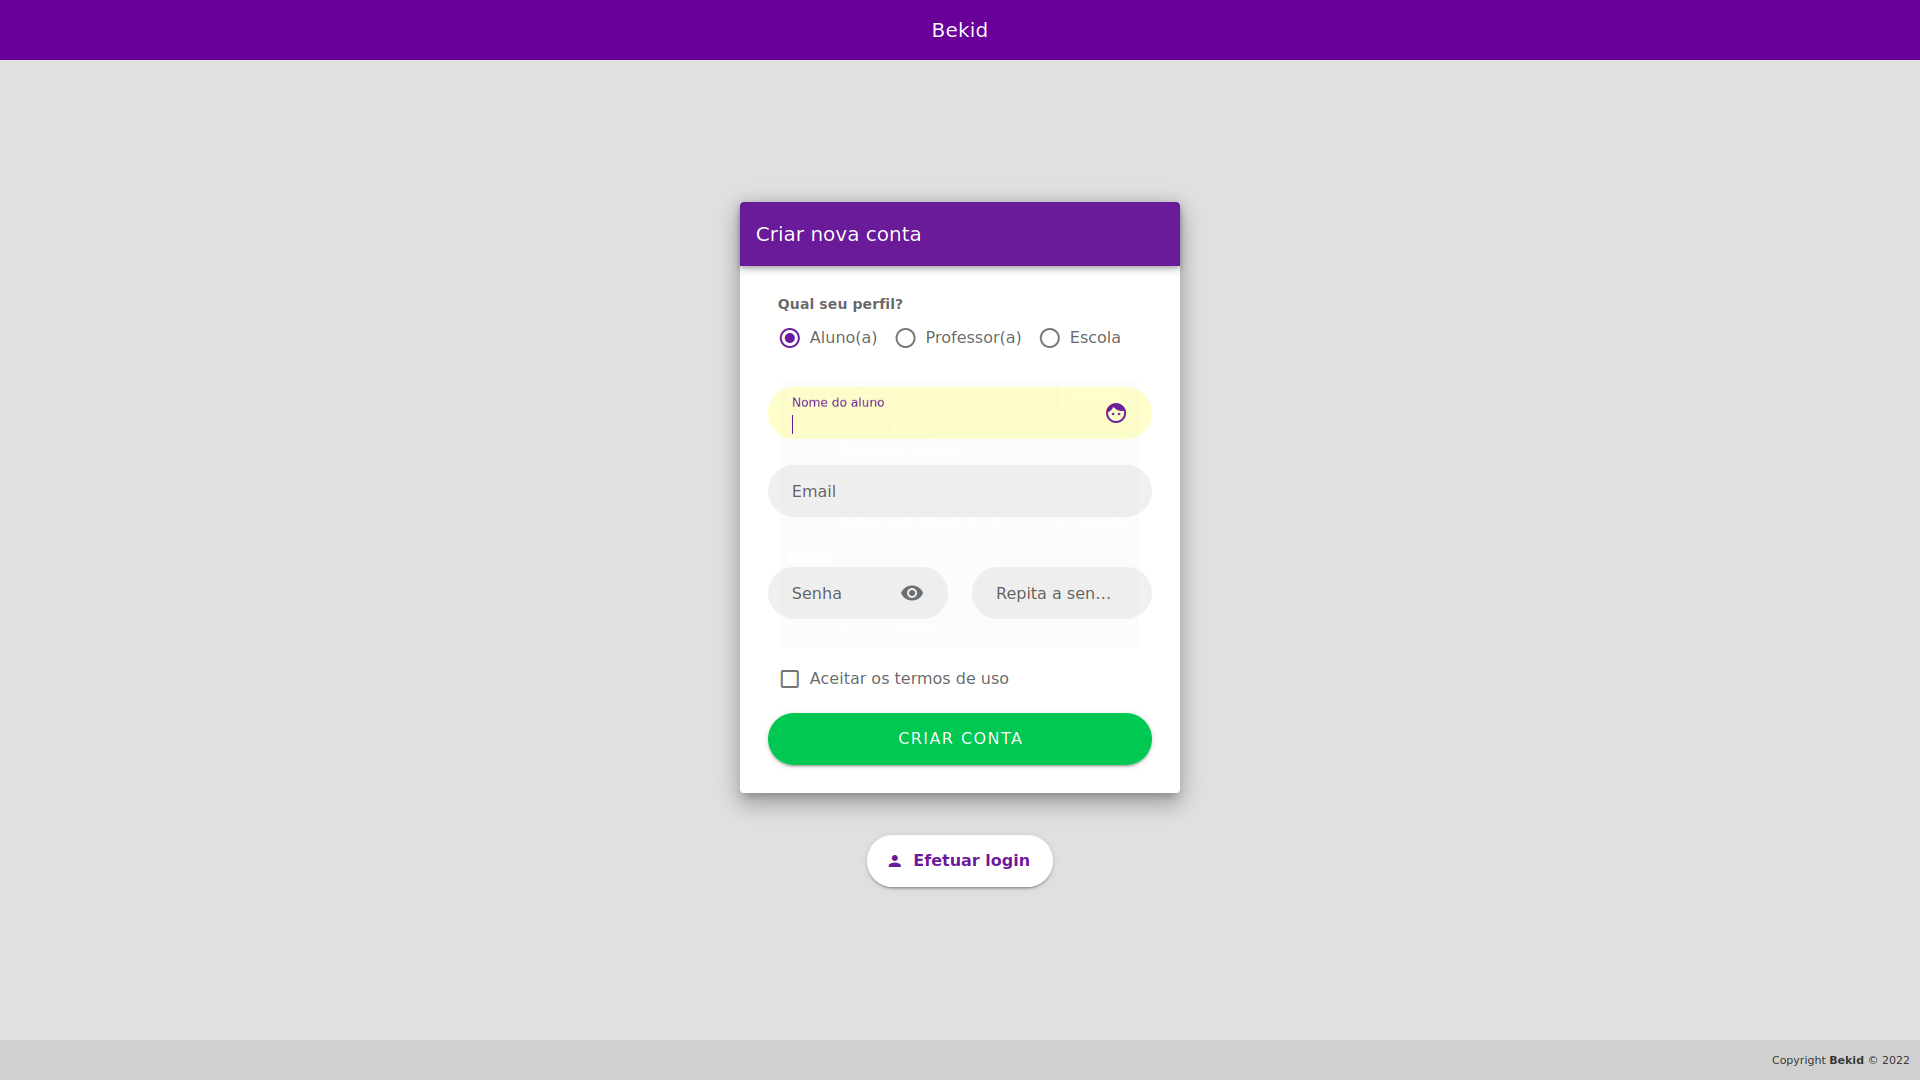 Bekid
Criar nova conta
Qual seu perfil?
Aluno(a) Professor(a) Escola
Nome do aluno
Email
Senha Repita a sen...
Aceitar os termos de uso
CRIAR CONTA
Efetuar login
Copyright Bekid © 2022